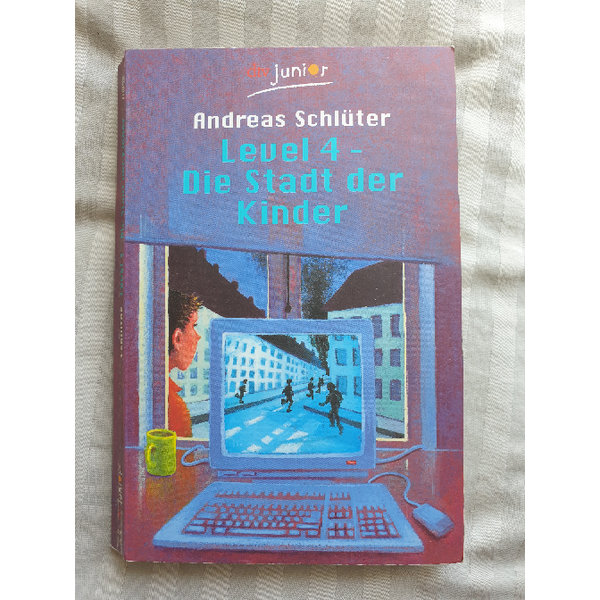 dtv junior
Andreas Schlüter
Level 4 -
Die Stadt der
Kinder